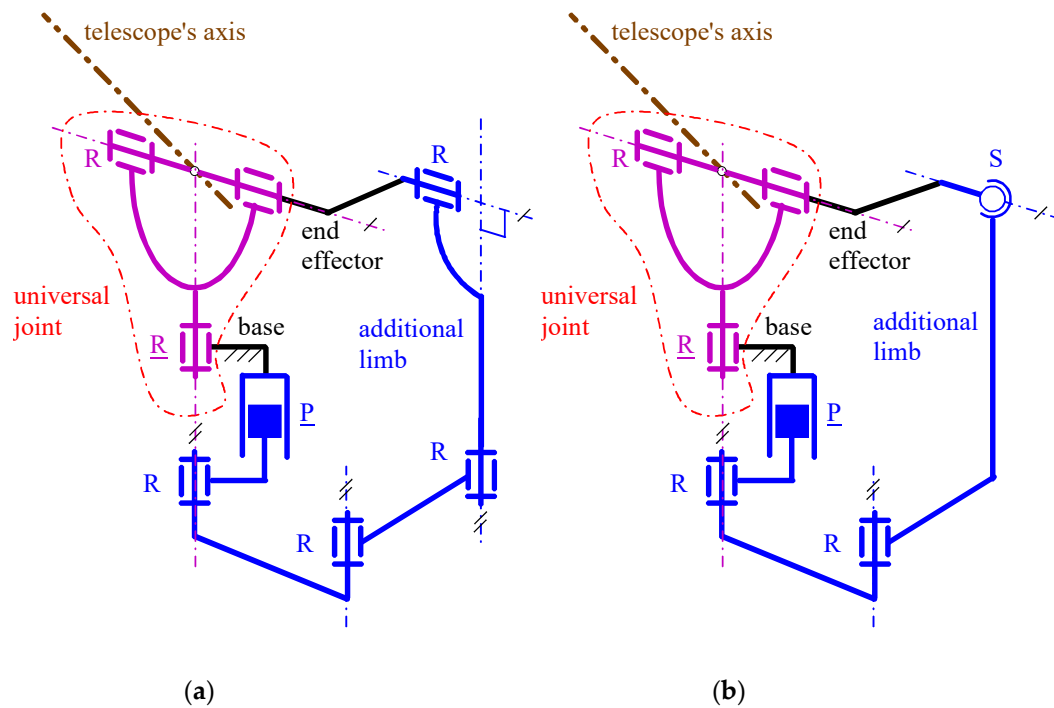 telescope's axis
R
R
end
effector
universal
joint
base
R
additional
limb
P
R
R
R
(a)
telescope's axis
R
S
end
effector
universal
joint
base
R
additional
limb
P
R
R
(b)